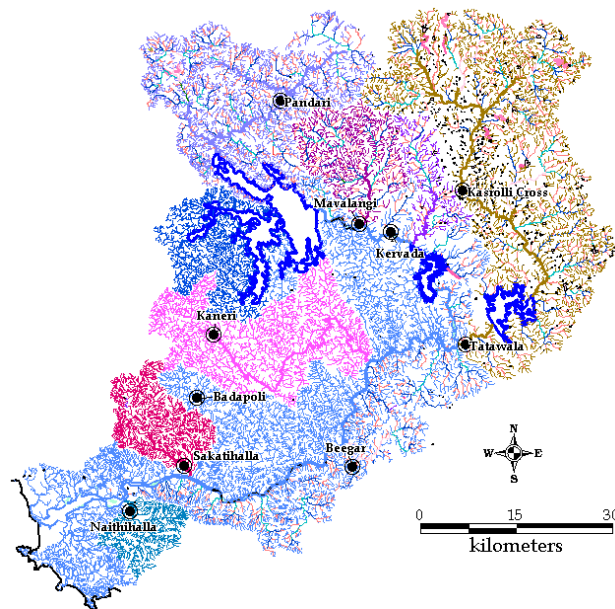 Pandari
Kasrolli Cross
Mavalangi
Kervada
Kaneri
Tatawala
Badapoli
Sakatihalla
Beegar
N
W E
S
Naithihalla
0 15 30
kilometers